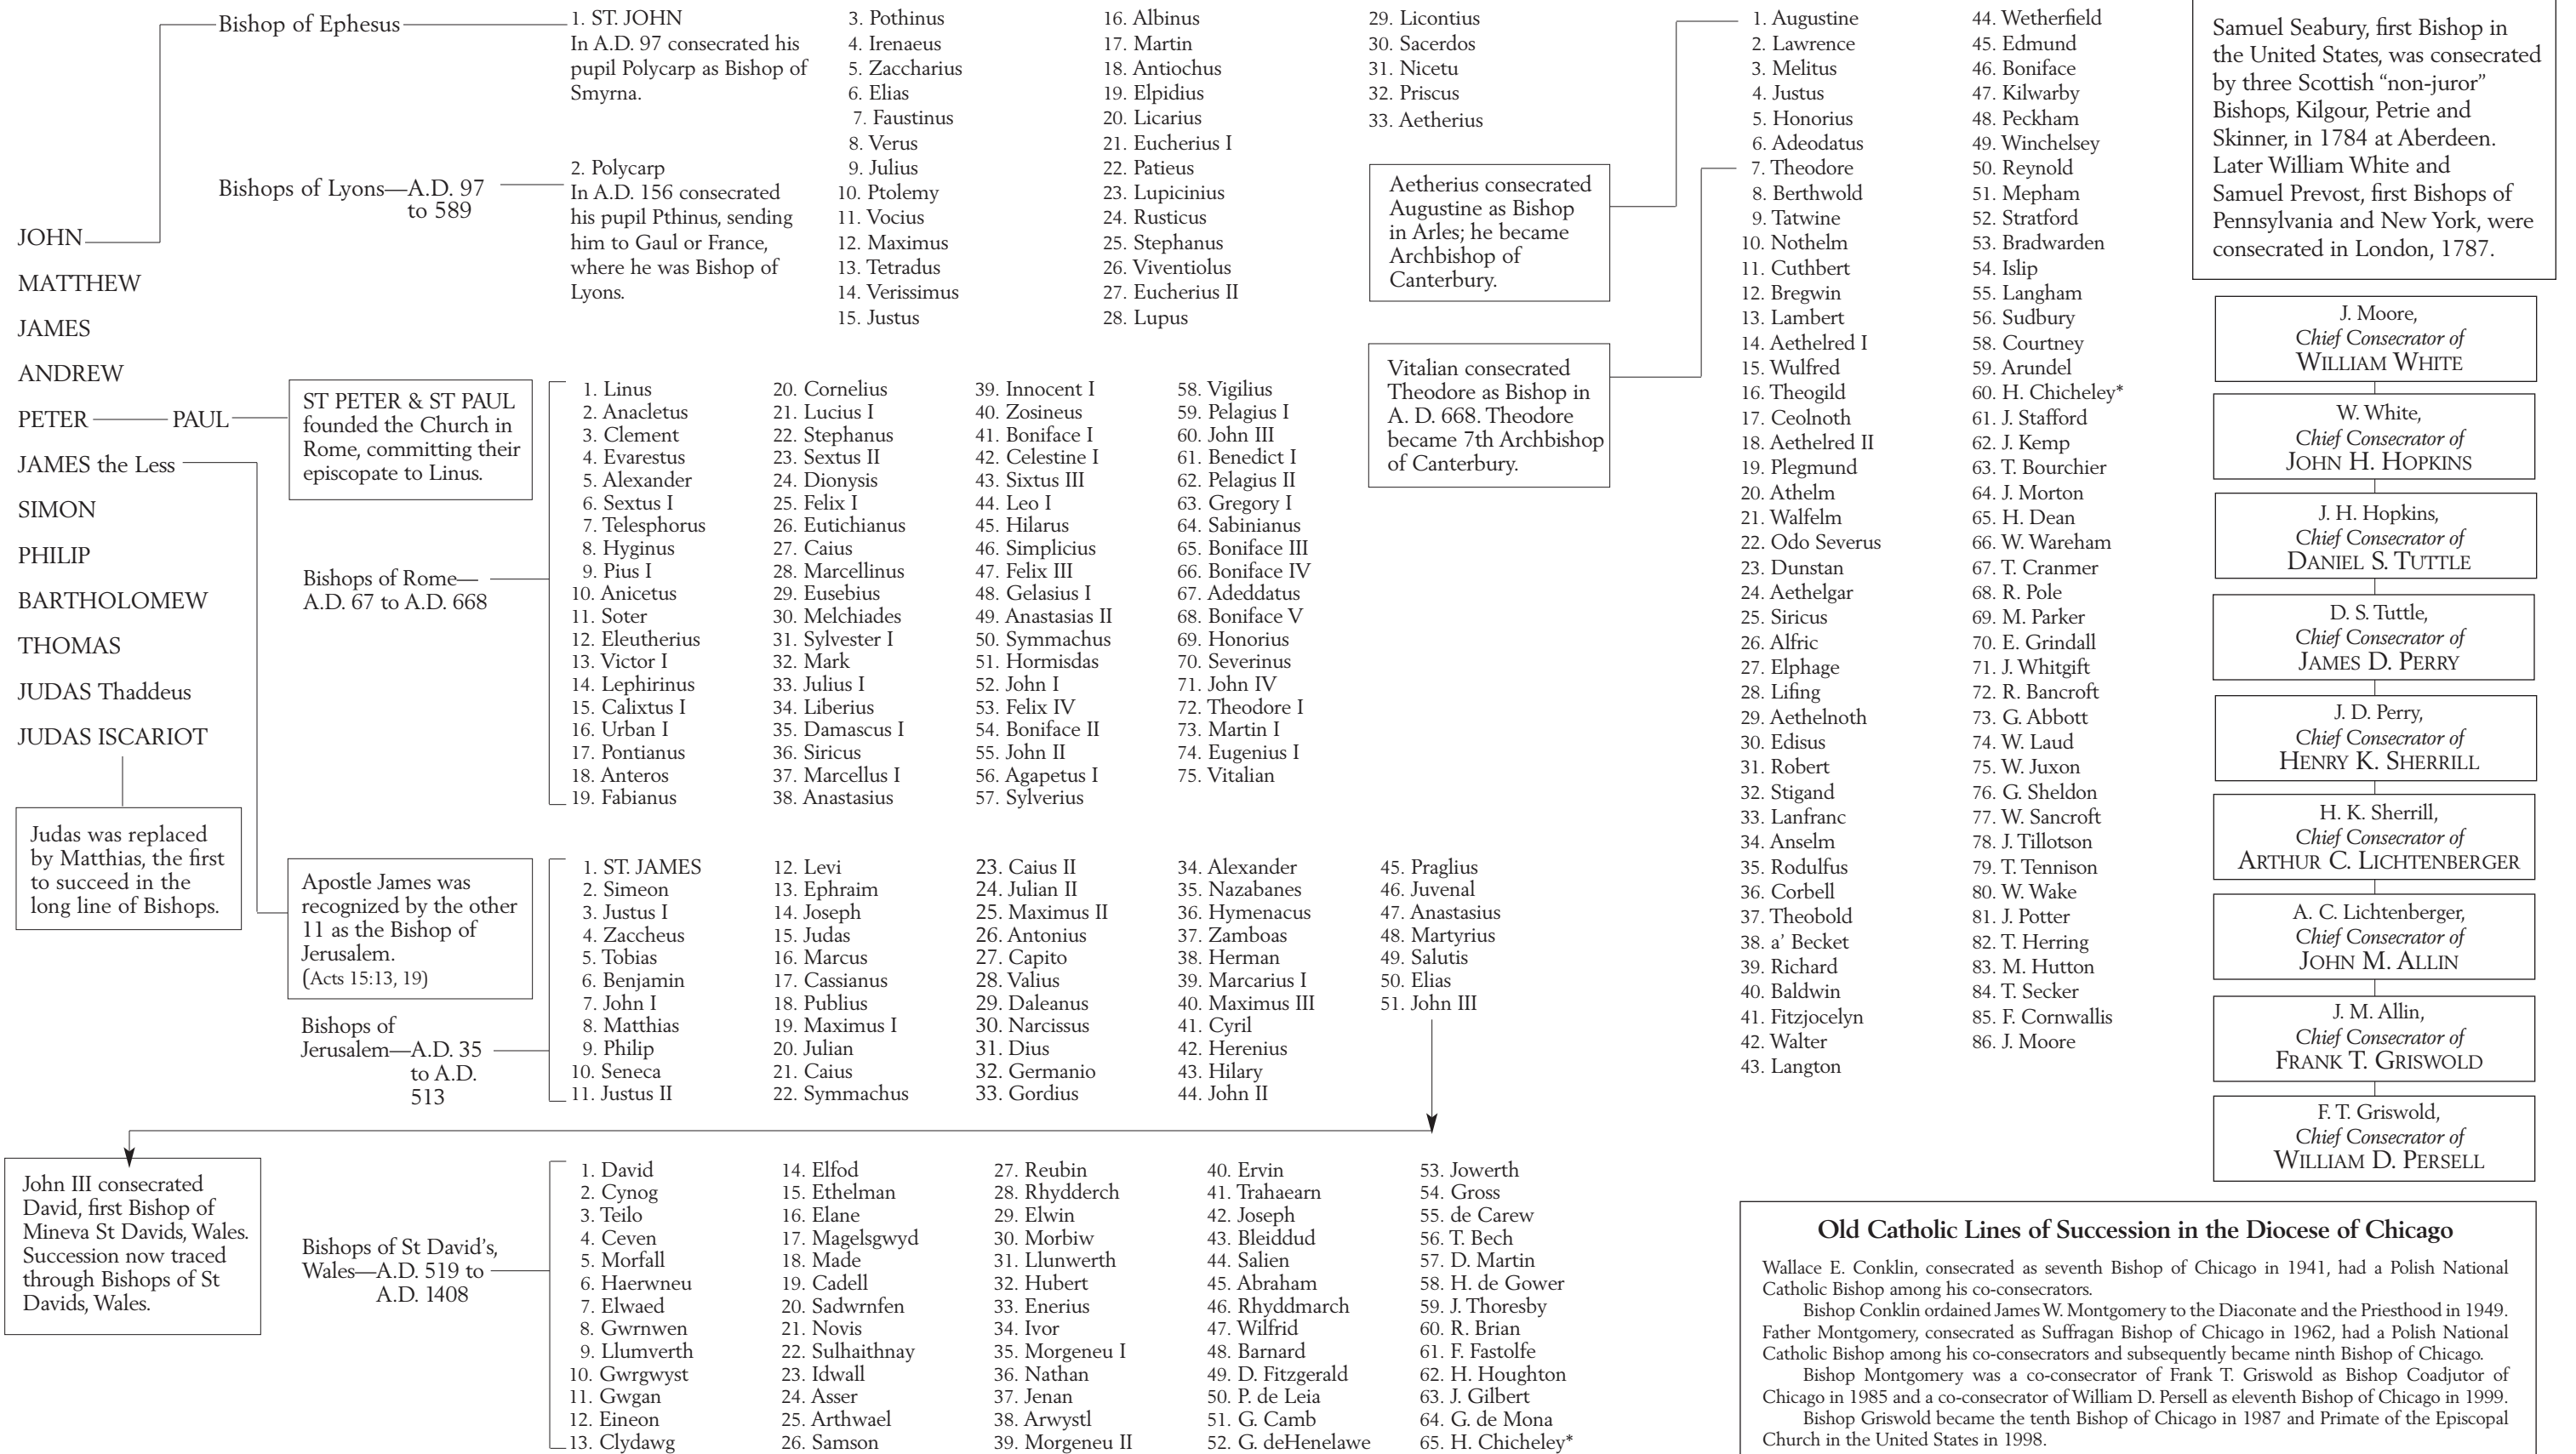 JOHN
MATTHEW
JAMES
ANDREW
PETER PAUL
JAMES the Less
SIMON
PHILIP
BARTHOLOMEW
THOMAS
JUDAS Thaddeus
JUDAS ISCARIOT
Judas was replaced
by Matthias, the first
to succeed in the
long line of Bishops.
Bishop of Ephesus
Bishops of Lyons—A.D. 97
to 589
1. ST. JOHN
In A.D. 97 consecrated his
pupil Polycarp as Bishop of
Smyrna.
2. Polycarp
In A.D. 156 consecrated
his pupil Pthinus, sending
him to Gaul or France,
where he was Bishop of
Lyons.
3. Pothinus
4. Irenaeus
5. Zaccharius
6. Elias
7. Faustinus
8. Verus
9. Julius
10. Ptolemy
11. Vocius
12. Maximus
13. Tetradus
14. Verissimus
15. Justus
16. Albinus
17. Martin
18. Antiochus
19. Elpidius
20. Licarius
21. Eucherius I
22. Patieus
23. Lupicinius
24. Rusticus
25. Stephanus
26. Viventiolus
27. Eucherius II
28. Lupus
29. Licontius
30. Sacerdos
31. Nicetu
32. Priscus
33. Aetherius
Aetherius consecrated
Augustine as Bishop
in Arles; he became
Archbishop of
Canterbury.
ST PETER & ST PAUL
founded the Church in
Rome, committing their
episcopate to Linus.
Bishops of Rome—
A.D. 67 to A.D. 668
1. Linus
2. Anacletus
3. Clement
4. Evarestus
5. Alexander
6. Sextus I
7. Telesphorus
8. Hyginus
9. Pius I
10. Anicetus
11. Soter
12. Eleutherius
13. Victor I
14. Lephirinus
15. Calixtus I
16. Urban I
17. Pontianus
18. Anteros
19. Fabianus
20. Cornelius
21. Lucius I
22. Stephanus
23. Sextus II
24. Dionysis
25. Felix I
26. Eutichianus
27. Caius
28. Marcellinus
29. Eusebius
30. Melchiades
31. Sylvester I
32. Mark
33. Julius I
34. Liberius
35. Damascus I
36. Siricus
37. Marcellus I
38. Anastasius
39. Innocent I
40. Zosineus
41. Boniface I
42. Celestine I
43. Sixtus III
44. Leo I
45. Hilarus
46. Simplicius
47. Felix III
48. Gelasius I
49. Anastasias II
50. Symmachus
51. Hormisdas
52. John I
53. Felix IV
54. Boniface II
55. John II
56. Agapetus I
57. Sylverius
58. Vigilius
59. Pelagius I
60. John III
61. Benedict I
62. Pelagius II
63. Gregory I
64. Sabinianus
65. Boniface III
66. Boniface IV
67. Adeddatus
68. Boniface V
69. Honorius
70. Severinus
71. John IV
72. Theodore I
73. Martin I
74. Eugenius I
75. Vitalian
Vitalian consecrated
Theodore as Bishop in
A. D. 668. Theodore
became 7th Archbishop
of Canterbury.
Apostle James was
recognized by the other
11 as the Bishop of
Jerusalem.
(Acts 15:13, 19)
Bishops of
Jerusalem—A.D. 35
to A.D.
513
1. ST. JAMES
2. Simeon
3. Justus I
4. Zaccheus
5. Tobias
6. Benjamin
7. John I
8. Matthias
9. Philip
10. Seneca
11. Justus II
12. Levi
13. Ephraim
14. Joseph
15. Judas
16. Marcus
17. Cassianus
18. Publius
19. Maximus I
20. Julian
21. Caius
22. Symmachus
23. Caius II
24. Julian II
25. Maximus II
26. Antonius
27. Capito
28. Valius
29. Daleanus
30. Narcissus
31. Dius
32. Germanio
33. Gordius
34. Alexander
35. Nazabanes
36. Hymenacus
37. Zamboas
38. Herman
39. Marcarius I
40. Maximus III
41. Cyril
42. Herenius
43. Hilary
44. John II
45. Praglius
46. Juvenal
47. Anastasius
48. Martyrius
49. Salutis
50. Elias
51. John III
John III consecrated
David, first Bishop of
Mineva St Davids, Wales.
Succession now traced
through Bishops of St
Davids, Wales.
Bishops of St David's,
Wales—A.D. 519 to
A.D. 1408
1. David
2. Cynog
3. Teilo
4. Ceven
5. Morfall
6. Haerwneu
7. Elwaed
8. Gwrnwen
9. Llumverth
10. Gwrgwyst
11. Gwgan
12. Eineon
13. Clydawg
14. Elfod
15. Ethelman
16. Elane
17. Magelsgwyd
18. Made
19. Cadell
20. Sadwrnfen
21. Novis
22. Sulhaithnay
23. Idwall
24. Asser
25. Arthwael
26. Samson
27. Reubin
28. Rhydderch
29. Elwin
30. Morbiw
31. Llunwerth
32. Hubert
33. Enerius
34. Ivor
35. Morgeneu I
36. Nathan
37. Jenan
38. Arwystl
39. Morgeneu II
40. Ervin
41. Trahaearn
42. Joseph
43. Bleiddud
44. Salien
45. Abraham
46. Rhyddmarch
47. Wilfrid
48. Barnard
49. D. Fitzgerald
50. P. de Leia
51. G. Camb
52. G. deHenelawe
53. Jowerth
54. Gross
55. de Carew
56. T. Bech
57. D. Martin
58. H. de Gower
59. J. Thoresby
60. R. Brian
61. F. Fastolfe
62. H. Houghton
63. J. Gilbert
64. G. de Mona
65. H. Chicheley*
1. Augustine
2. Lawrence
3. Melitus
4. Justus
5. Honorius
6. Adeodatus
7. Theodore
8. Berthwold
9. Tatwine
10. Nothelm
11. Cuthbert
12. Bregwin
13. Lambert
14. Aethelred I
15. Wulfred
16. Theogild
17. Ceolnoth
18. Aethelred II
19. Plegmund
20. Athelm
21. Walfelm
22. Odo Severus
23. Dunstan
24. Aethelgar
25. Siricus
26. Alfric
27. Elphage
28. Lifing
29. Aethelnoth
30. Edisus
31. Robert
32. Stigand
33. Lanfranc
34. Anselm
35. Rodulfus
36. Corbell
37. Theobold
38. a' Becket
39. Richard
40. Baldwin
41. Fitzjocelyn
42. Walter
43. Langton
44. Wetherfield
45. Edmund
46. Boniface
47. Kilwarby
48. Peckham
49. Winchelsey
50. Reynold
51. Mepham
52. Stratford
53. Bradwarden
54. Islip
55. Langham
56. Sudbury
58. Courtney
59. Arundel
60. H. Chicheley*
61. J. Stafford
62. J. Kemp
63. T. Bourchier
64. J. Morton
65. H. Dean
66. W. Wareham
67. T. Cranmer
68. R. Pole
69. M. Parker
70. E. Grindall
71. J. Whitgift
72. R. Bancroft
73. G. Abbott
74. W. Laud
75. W. Juxon
76. G. Sheldon
77. W. Sancroft
78. J. Tillotson
79. T. Tennison
80. W. Wake
81. J. Potter
82. T. Herring
83. M. Hutton
84. T. Secker
85. F. Cornwallis
86. J. Moore
Samuel Seabury, first Bishop in
the United States, was consecrated
by three Scottish “non-juror”
Bishops, Kilgour, Petrie and
Skinner, in 1784 at Aberdeen.
Later William White and
Samuel Prevost, first Bishops of
Pennsylvania and New York, were
consecrated in London, 1787.
J. Moore,
Chief Consecrator of
WILLIAM WHITE
W. White,
Chief Consecrator of
JOHN H. HOPKINS
J. H. Hopkins,
Chief Consecrator of
DANIEL S. TUTTLE
D. S. Tuttle,
Chief Consecrator of
JAMES D. PERRY
J. D. Perry,
Chief Consecrator of
HENRY K. SHERRILL
H. K. Sherrill,
Chief Consecrator of
ARTHUR C. LICHTENBERGER
A. C. Lichtenberger,
Chief Consecrator of
JOHN M. ALLIN
J. M. Allin,
Chief Consecrator of
FRANK T. GRISWOLD
F. T. Griswold,
Chief Consecrator of
WILLIAM D. PERSELL
Old Catholic Lines of Succession in the Diocese of Chicago
Wallace E. Conklin, consecrated as seventh Bishop of Chicago in 1941, had a Polish National
Catholic Bishop among his co-consecrators.
Bishop Conklin ordained James W. Montgomery to the Diaconate and the Priesthood in 1949.
Father Montgomery, consecrated as Suffragan Bishop of Chicago in 1962, had a Polish National
Catholic Bishop among his co-consecrators and subsequently became ninth Bishop of Chicago.
Bishop Montgomery was a co-consecrator of Frank T. Griswold as Bishop Coadjutor of
Chicago in 1985 and a co-consecrator of William D. Persell as eleventh Bishop of Chicago in 1999.
Bishop Griswold became the tenth Bishop of Chicago in 1987 and Primate of the Episcopal
Church in the United States in 1998.